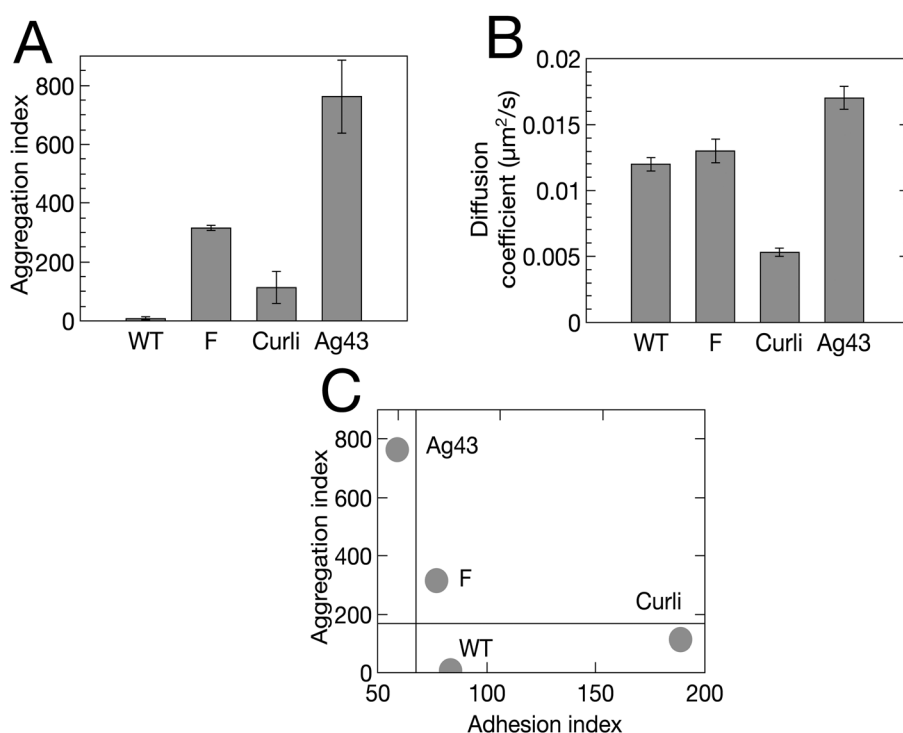 A
Aggregation index
800
600
400
200
0
WT F Curli Ag43
B
Diffusion
coefficient (µm²/s)
0.02
0.015
0.01
0.005
0
WT F Curli Ag43
C
Aggregation index
800
600
400
200
0
Ag43
F
Curli
WT
50 100 150 200
Adhesion index